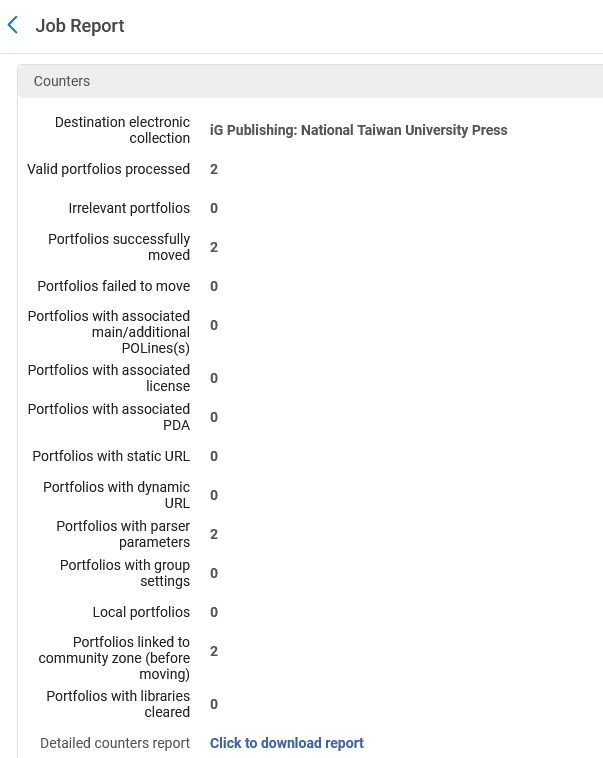 Job Report
Counters
Destination electronic
collection
iG Publishing: National Taiwan University Press
Valid portfolios processed
2
Irrelevant portfolios
0
Portfolios successfully
moved
2
Portfolios failed to move
0
Portfolios with associated
main/additional
POLines(s)
0
Portfolios with associated
license
0
Portfolios with associated
PDA
0
Portfolios with static URL
0
Portfolios with dynamic
URL
0
Portfolios with parser
parameters
2
Portfolios with group
settings
0
Local portfolios
0
Portfolios linked to
community zone (before
moving)
2
Portfolios with libraries
cleared
0
Detailed counters report
Click to download report